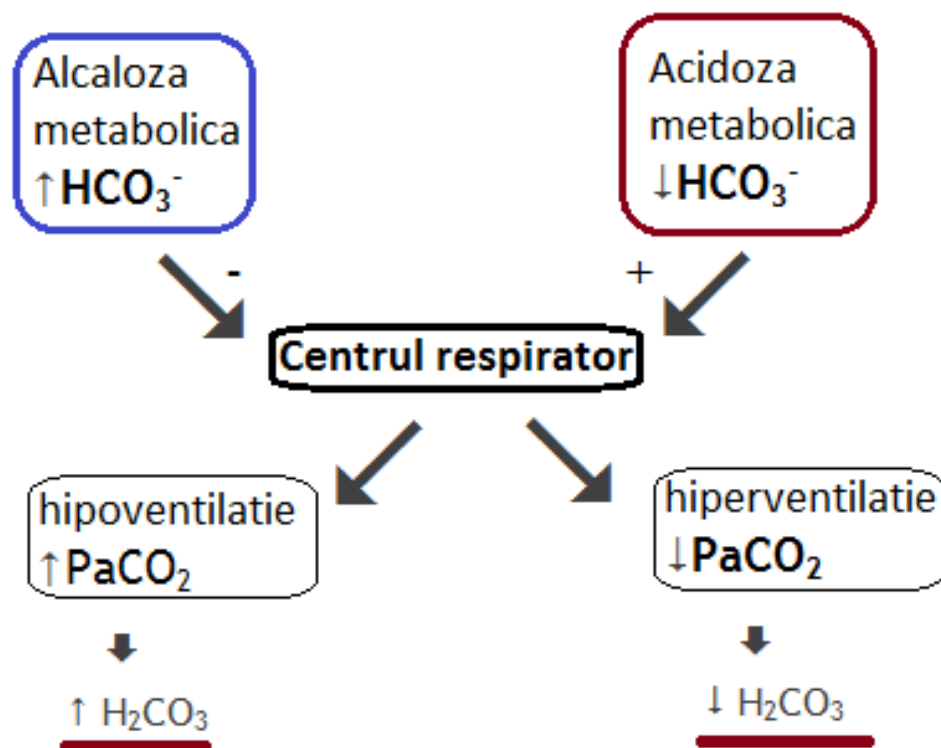 Alcaloza
metabolica
↑HCO₃⁻
Acidoza
metabolica
↓HCO₃⁻
-
+
Centrul respirator
hipoventilatie
↑PaCO₂
hiperventilatie
↓PaCO₂
↑ H₂CO₃
↓ H₂CO₃